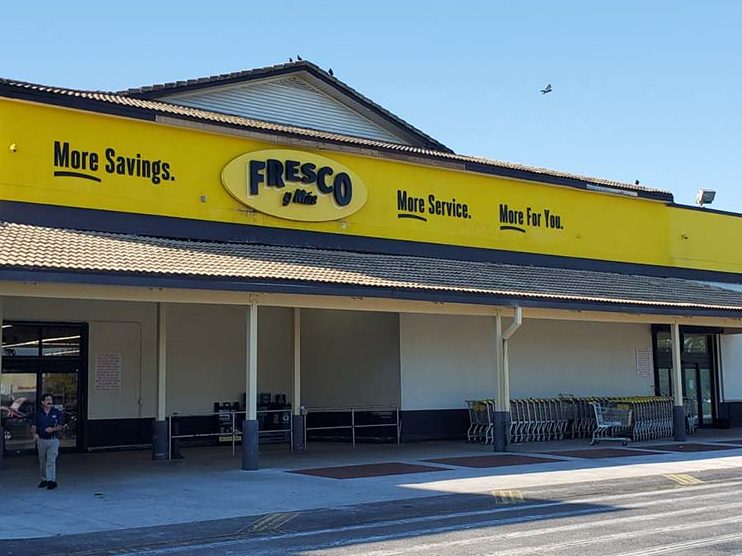 More Savings.
FRESCO
y Más
More Service.
More For You.